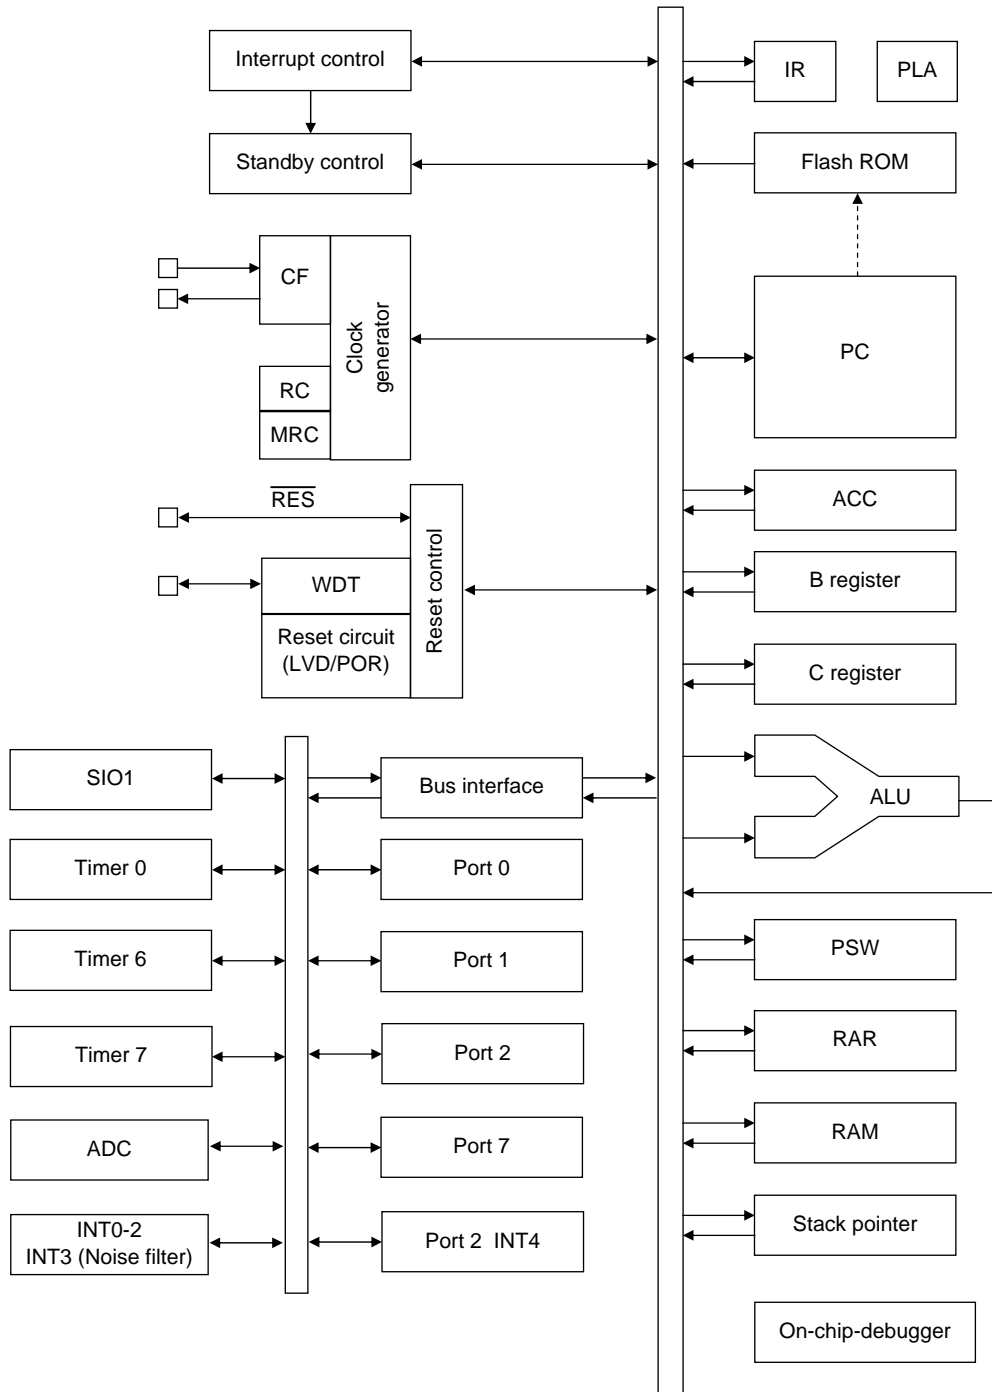 Interrupt control
IR
PLA
Standby control
Flash ROM
CF
Clock
generator
PC
RC
MRC
RES
ACC
Reset control
WDT
B register
Reset circuit
(LVD/POR)
C register
SIO1
Bus interface
ALU
Timer 0
Port 0
Timer 6
Port 1
PSW
Timer 7
Port 2
RAR
ADC
Port 7
RAM
INT0-2
INT3 (Noise filter)
Port 2 INT4
Stack pointer
On-chip-debugger